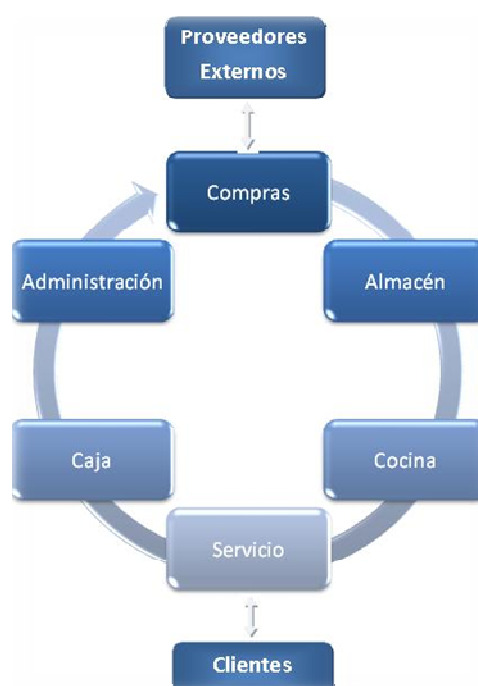 Proveedores
Externos
Compras
Administración
Almacén
Caja
Cocina
Servicio
Clientes